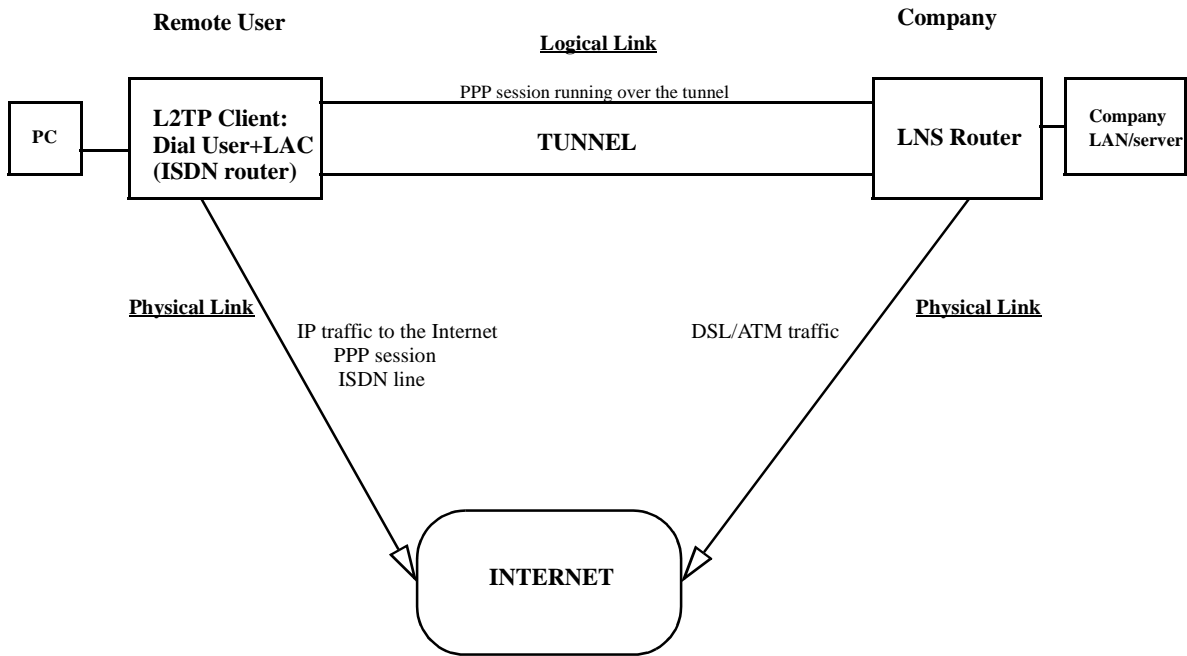 Remote User
Company
Logical Link
PPP session running over the tunnel
PC
L2TP Client:
Dial User+LAC
(ISDN router)
TUNNEL
LNS Router
Company
LAN/server
Physical Link
IP traffic to the Internet
PPP session
ISDN line
DSL/ATM traffic
Physical Link
INTERNET